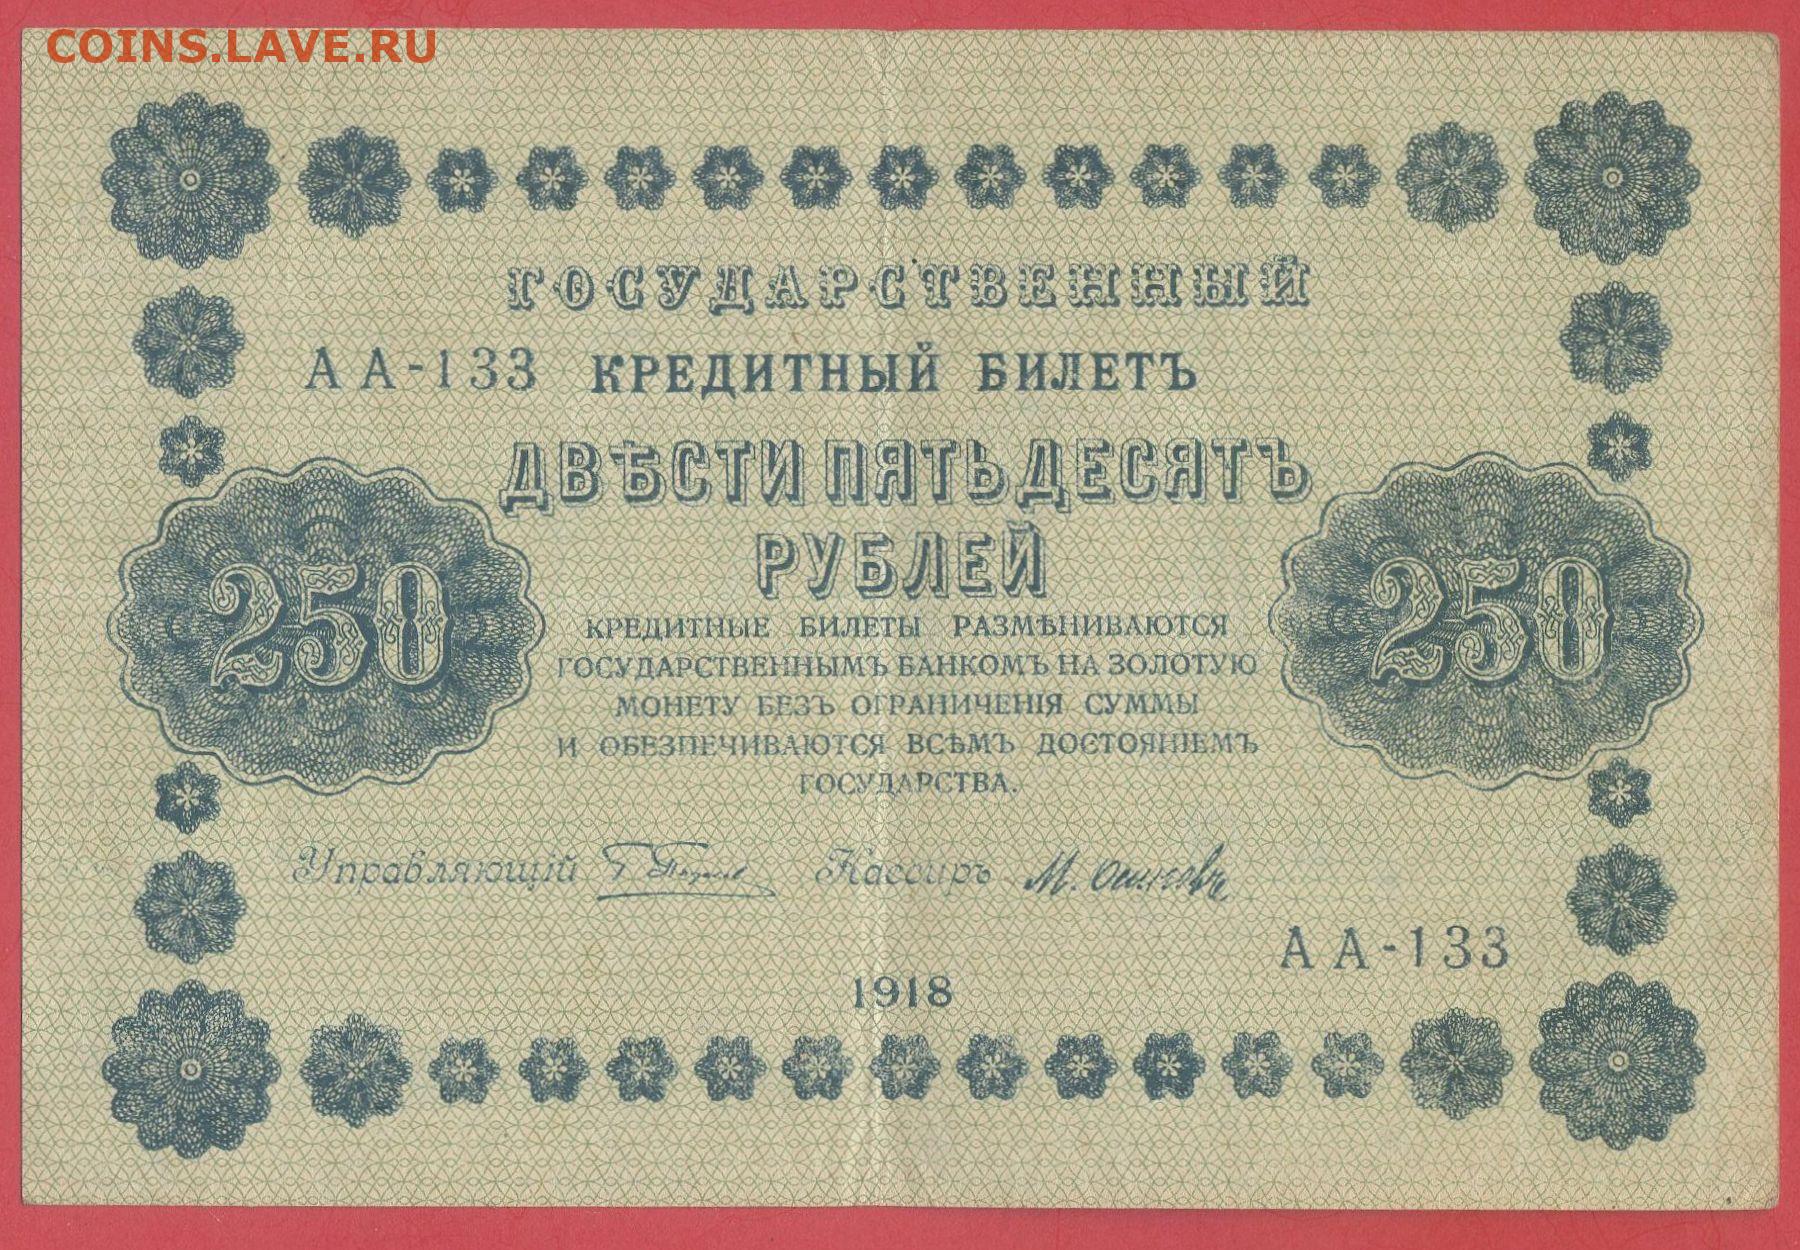 COINS.LAVE.RU
ГОСУДАРСТВЕННЫЙ
АА-133 КРЕДИТНЫЙ БИЛЕТЪ
ДВѢСТИ ПЯТЬДЕСЯТЪ
РУБЛЕЙ
250 250
КРЕДИТНЫЕ БИЛЕТЫ РАЗМѢНИВАЮТСЯ
ГОСУДАРСТВЕННЫМЪ БАНКОМЪ НА ЗОЛОТУЮ
МОНЕТУ БЕЗЪ ОГРАНИЧЕНІЯ СУММЫ
И ОБЕЗПЕЧИВАЮТСЯ ВСѢМЪ ДОСТОЯНІЕМЪ
ГОСУДАРСТВА.
Управляющій Кассиръ М. Осиповъ
АА-133
1918